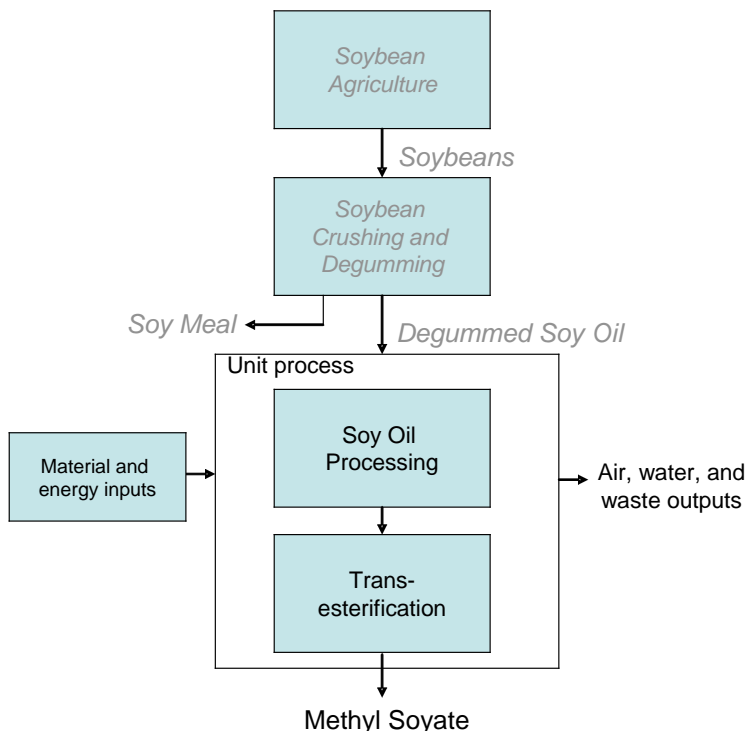 Soybean
Agriculture
Soybeans
Soybean
Crushing and
Degumming
Soy Meal
Degummed Soy Oil
Unit process
Soy Oil
Processing
Material and
energy inputs
Air, water, and
waste outputs
Trans-
esterification
Methyl Soyate